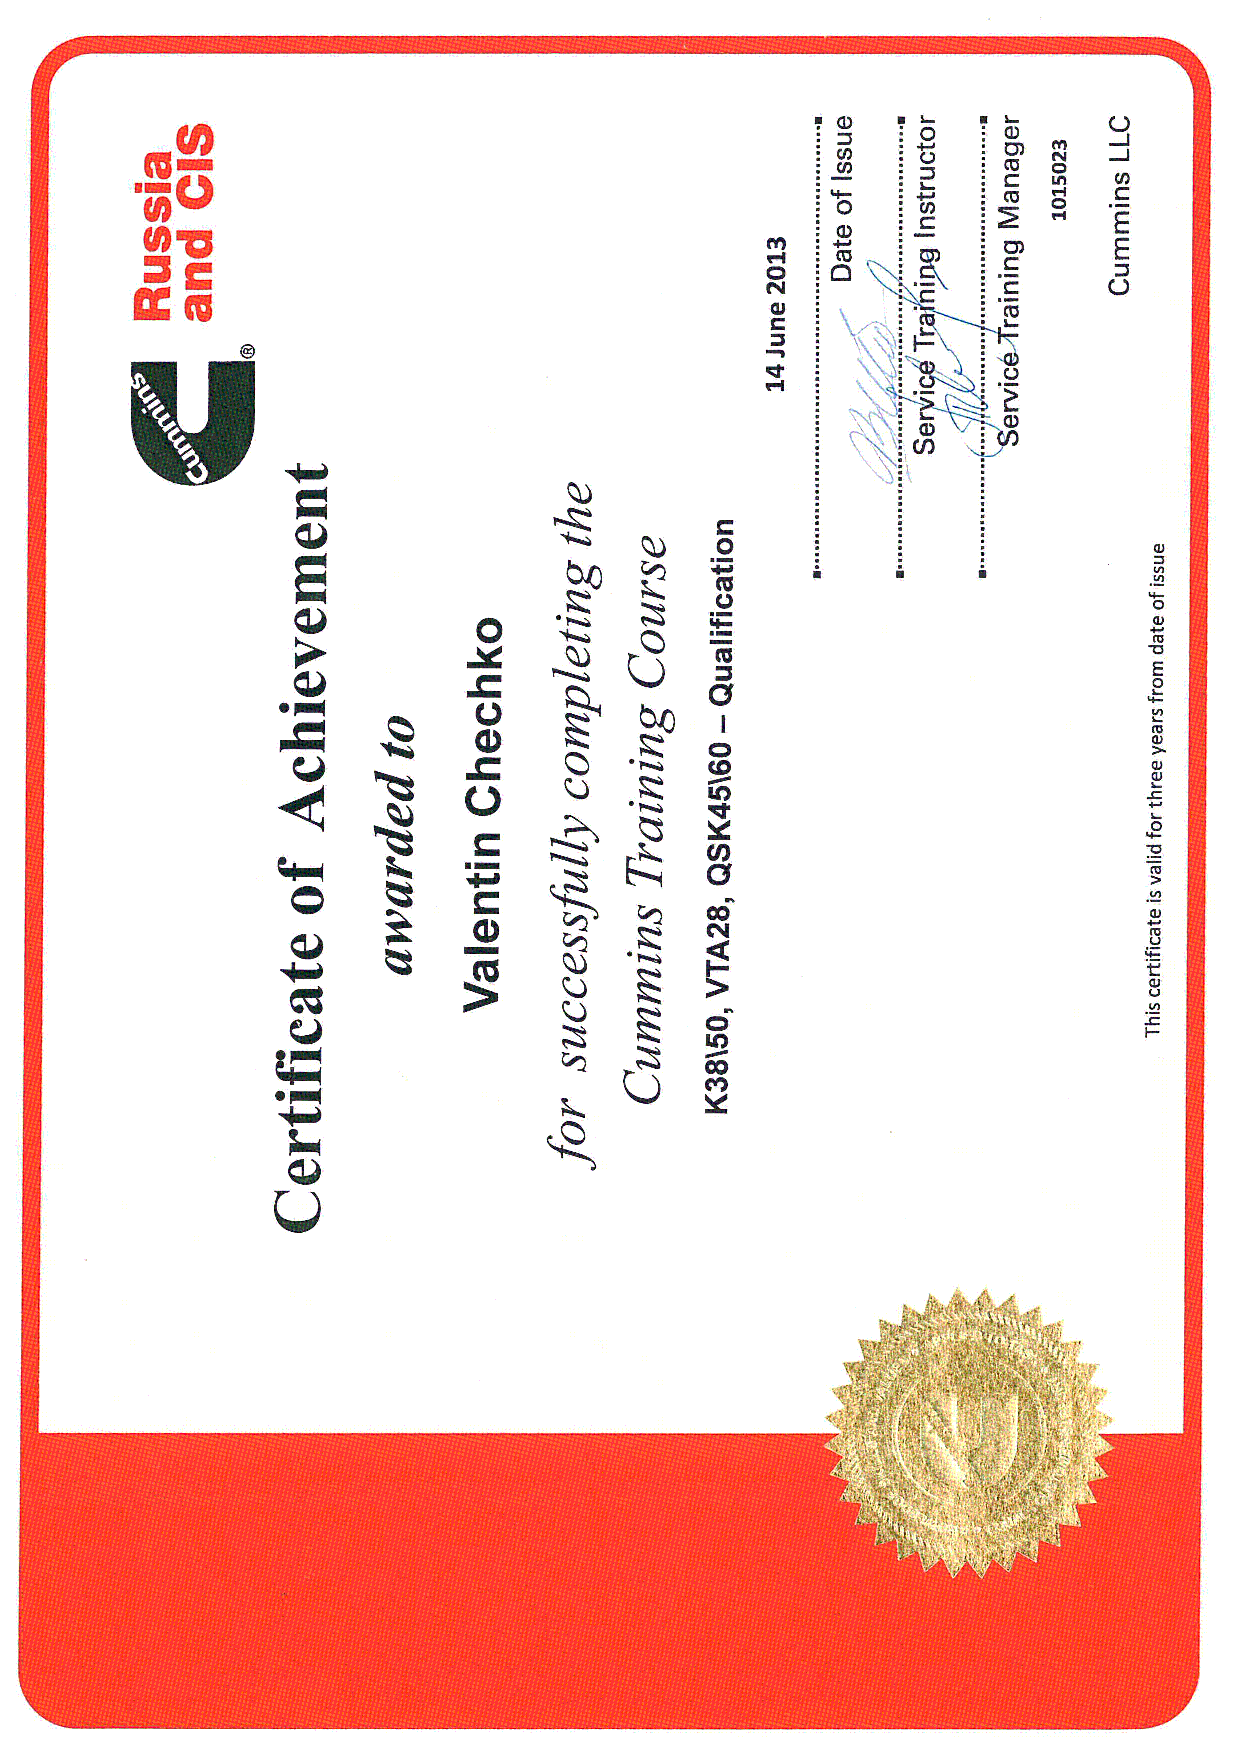 Cummins
®
Russia
and CIS
Certificate of Achievement
awarded to
Valentin Chechko
for successfully completing the
Cummins Training Course
K38\50, VTA28, QSK45\60 – Qualification
14 June 2013
Date of Issue
Service Training Instructor
Service Training Manager
1015023
Cummins LLC
This certificate is valid for three years from date of issue